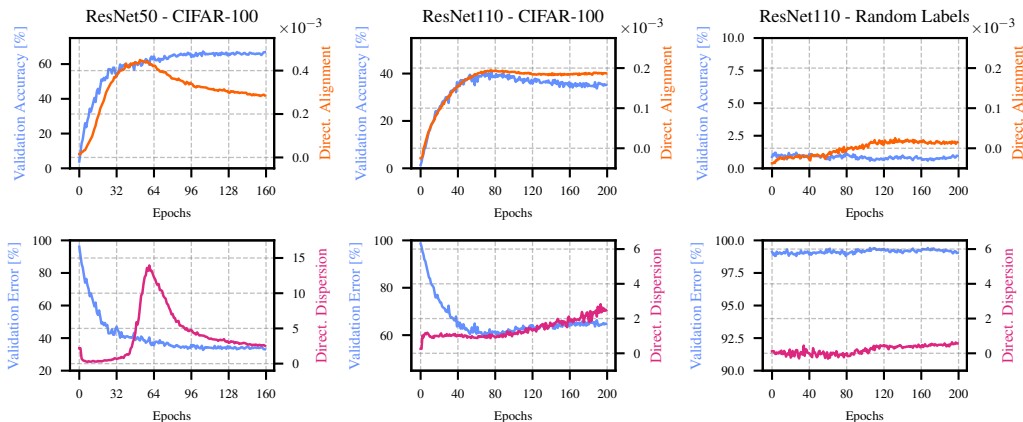 ResNet50 - CIFAR-100
×10⁻³
Validation Accuracy [%]
60
40
20
0
0.4
0.2
0.0
Direct. Alignment
0 32 64 96 128 160
Epochs
ResNet110 - CIFAR-100
×10⁻³
Validation Accuracy [%]
40
20
0
0.2
0.1
0.0
Direct. Alignment
0 40 80 120 160 200
Epochs
ResNet110 - Random Labels
×10⁻³
Validation Accuracy [%]
10.0
7.5
5.0
2.5
0.0
0.2
0.1
0.0
Direct. Alignment
0 40 80 120 160 200
Epochs
Validation Error [%]
100
80
60
40
20
15
10
5
0
Direct. Dispersion
0 32 64 96 128 160
Epochs
Validation Error [%]
100
80
60
6
4
2
0
Direct. Dispersion
0 40 80 120 160 200
Epochs
Validation Error [%]
100.0
97.5
95.0
92.5
90.0
6
4
2
0
Direct. Dispersion
0 40 80 120 160 200
Epochs